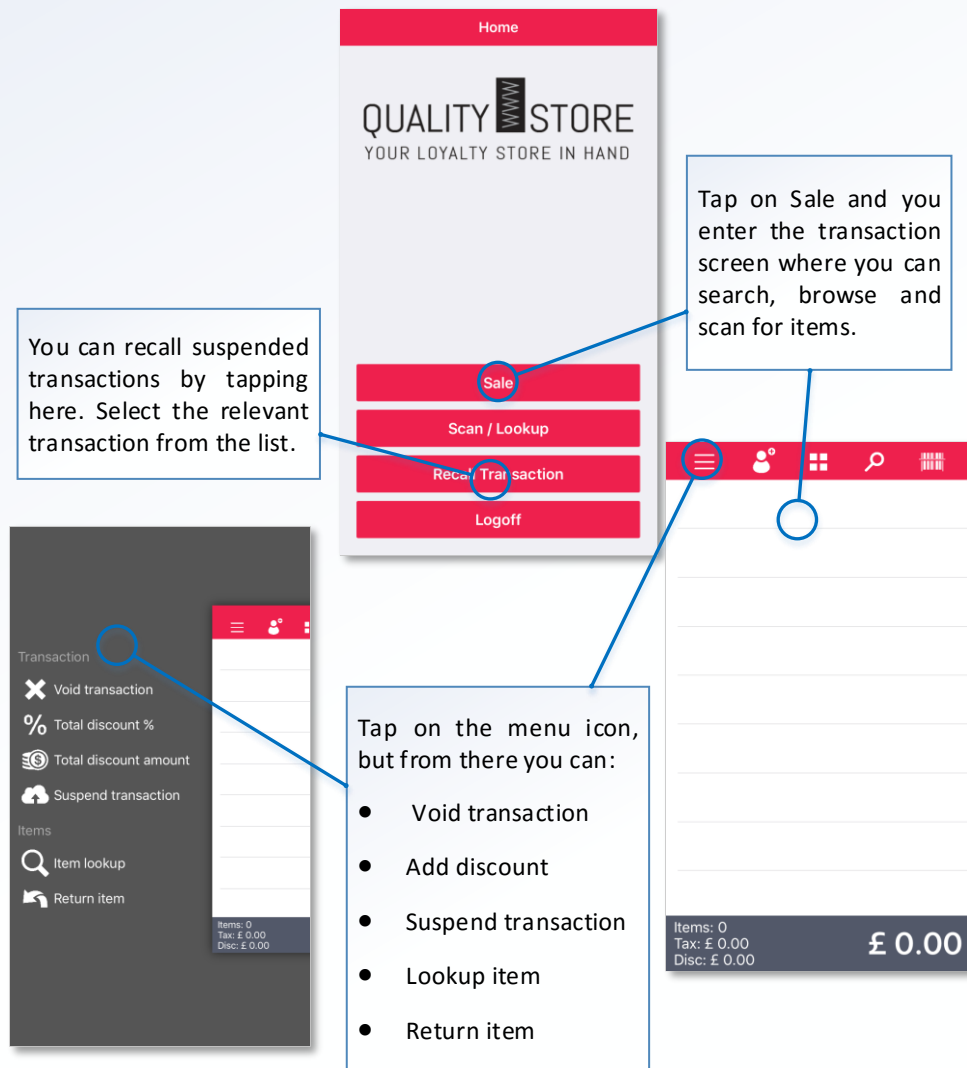 Home
QUALITY STORE
YOUR LOYALTY STORE IN HAND
Sale
Scan / Lookup
Recall Transaction
Logoff
Tap on Sale and you
enter the transaction
screen where you can
search, browse and
scan for items.
You can recall suspended
transactions by tapping
here. Select the relevant
transaction from the list.
Transaction
Void transaction
% Total discount %
Total discount amount
Suspend transaction
Items
Item lookup
Return item
Items: 0
Tax: £ 0.00
Disc: £ 0.00
Tap on the menu icon,
but from there you can:
● Void transaction
● Add discount
● Suspend transaction
● Lookup item
● Return item
Items: 0
Tax: £ 0.00
Disc: £ 0.00
£ 0.00